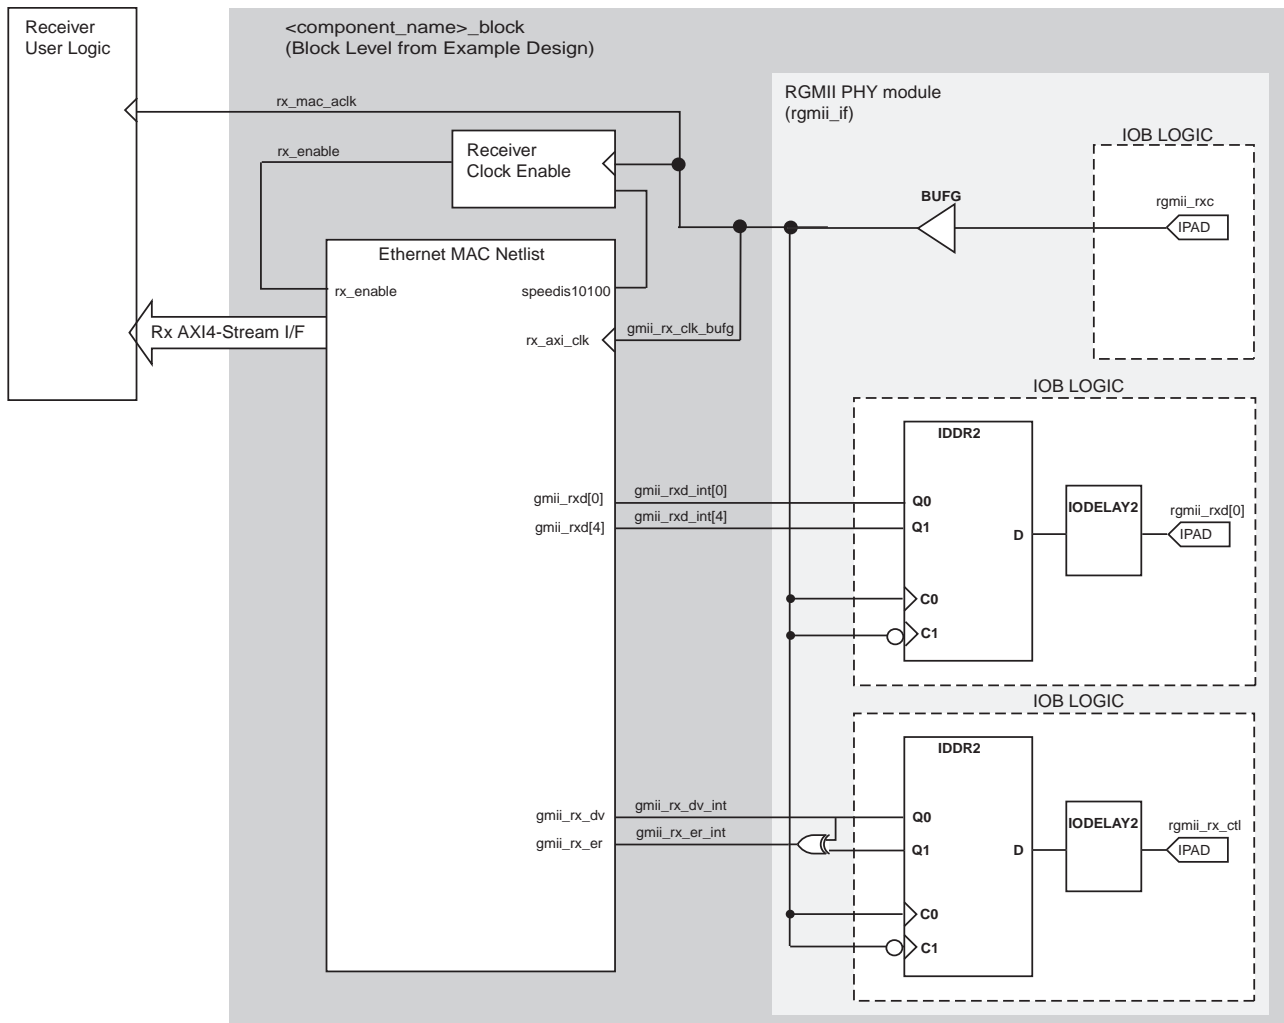 Receiver
User Logic
<component_name>_block
(Block Level from Example Design)
rx_mac_aclk
RGMII PHY module
(rgmii_if)
IOB LOGIC
rx_enable
Receiver
Clock Enable
BUFG
rgmii_rxc
IPAD
Ethernet MAC Netlist
rx_enable
speedis10100
Rx AXI4-Stream I/F
rx_axi_clk
gmii_rx_clk_bufg
IOB LOGIC
IDDR2
gmii_rxd[0]
gmii_rxd_int[0]
Q0
gmii_rxd[4]
gmii_rxd_int[4]
Q1
D
IODELAY2
rgmii_rxd[0]
IPAD
C0
C1
IOB LOGIC
IDDR2
gmii_rx_dv
gmii_rx_dv_int
Q0
gmii_rx_er
gmii_rx_er_int
Q1
D
IODELAY2
rgmii_rx_ctl
IPAD
C0
C1